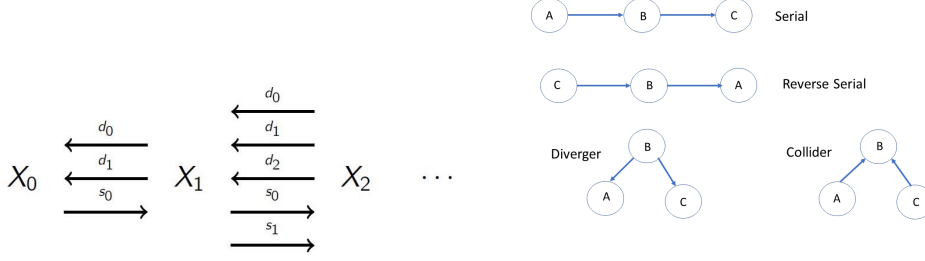 d0
d0 d1
d1 d2
X0 X1 X2 ...
s0 s0
s1
A B C Serial
C B A Reverse Serial
Diverger B
A C
Collider B
A C